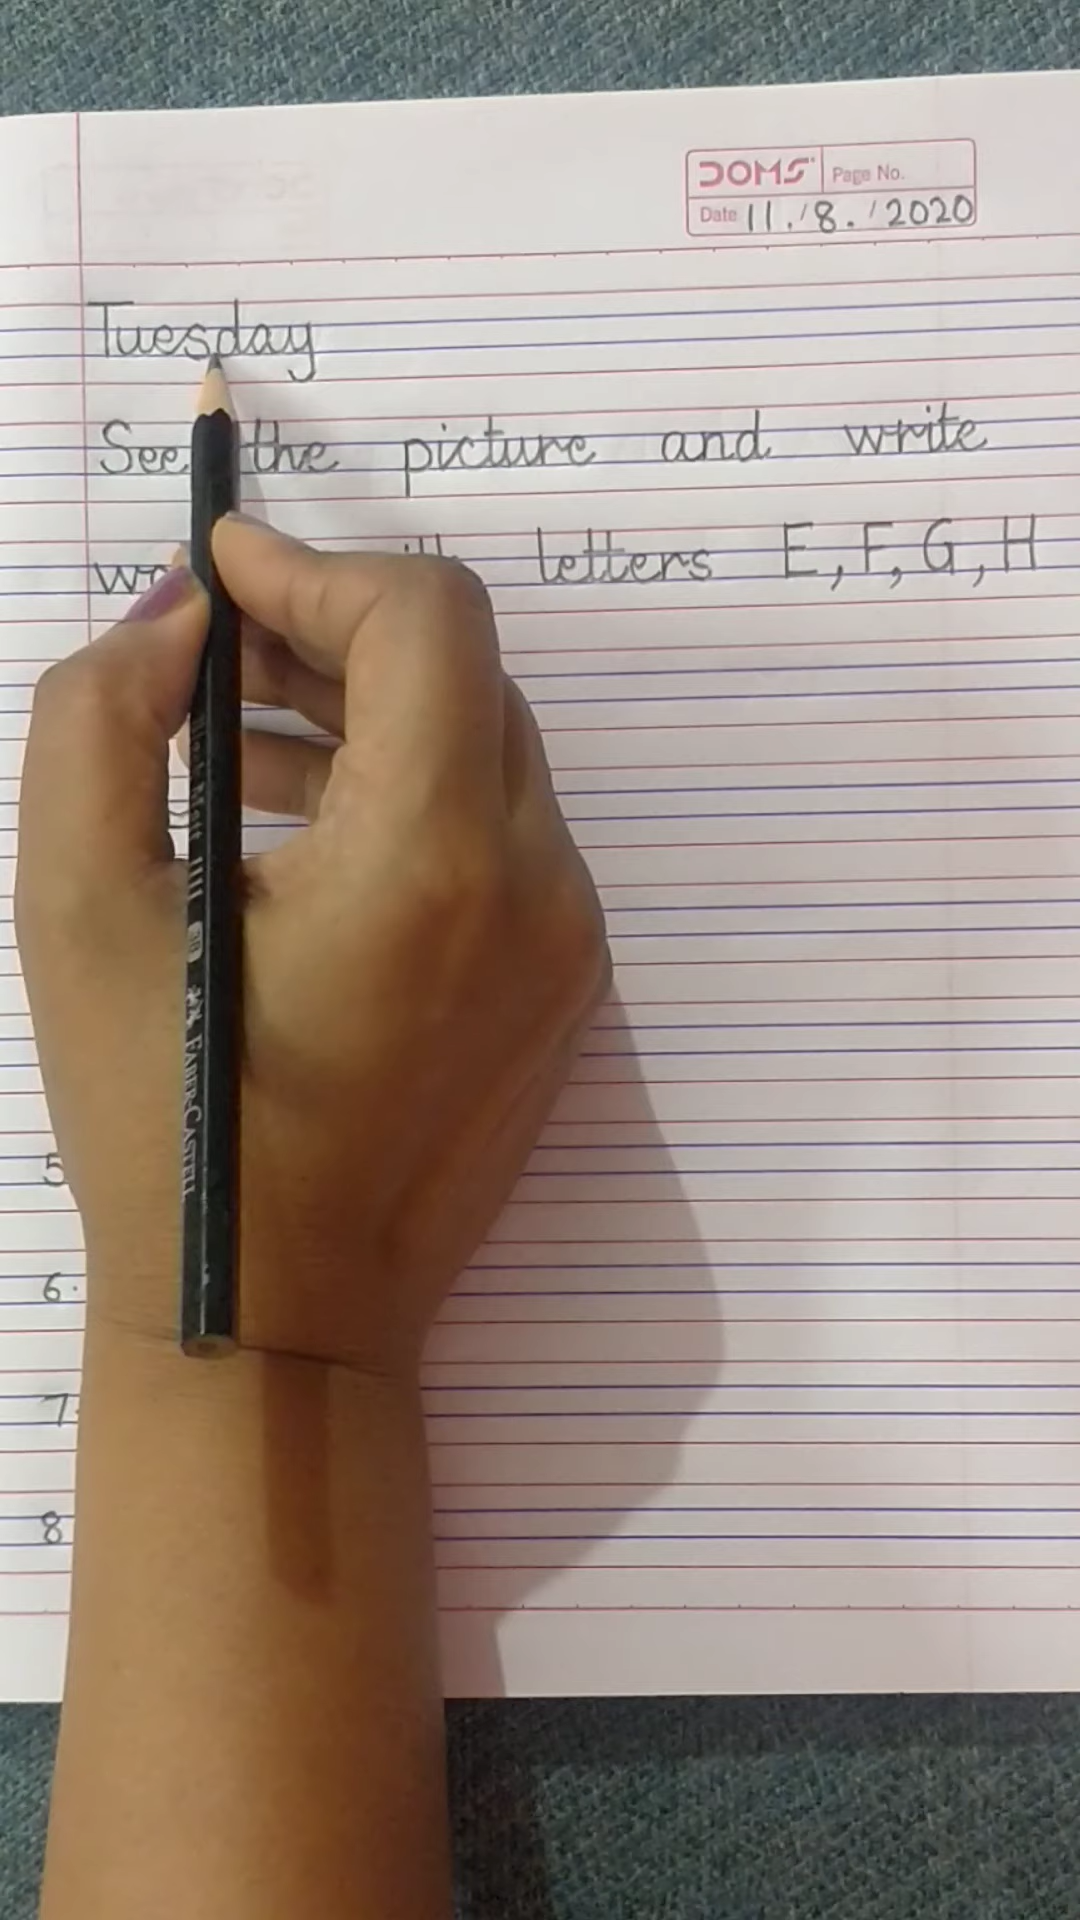 DOMS Page No.
Date 11./8./2020
Tuesday
See the picture and write
letters E, F, G, H
5
6.
7.
8
FABER-CASTELL